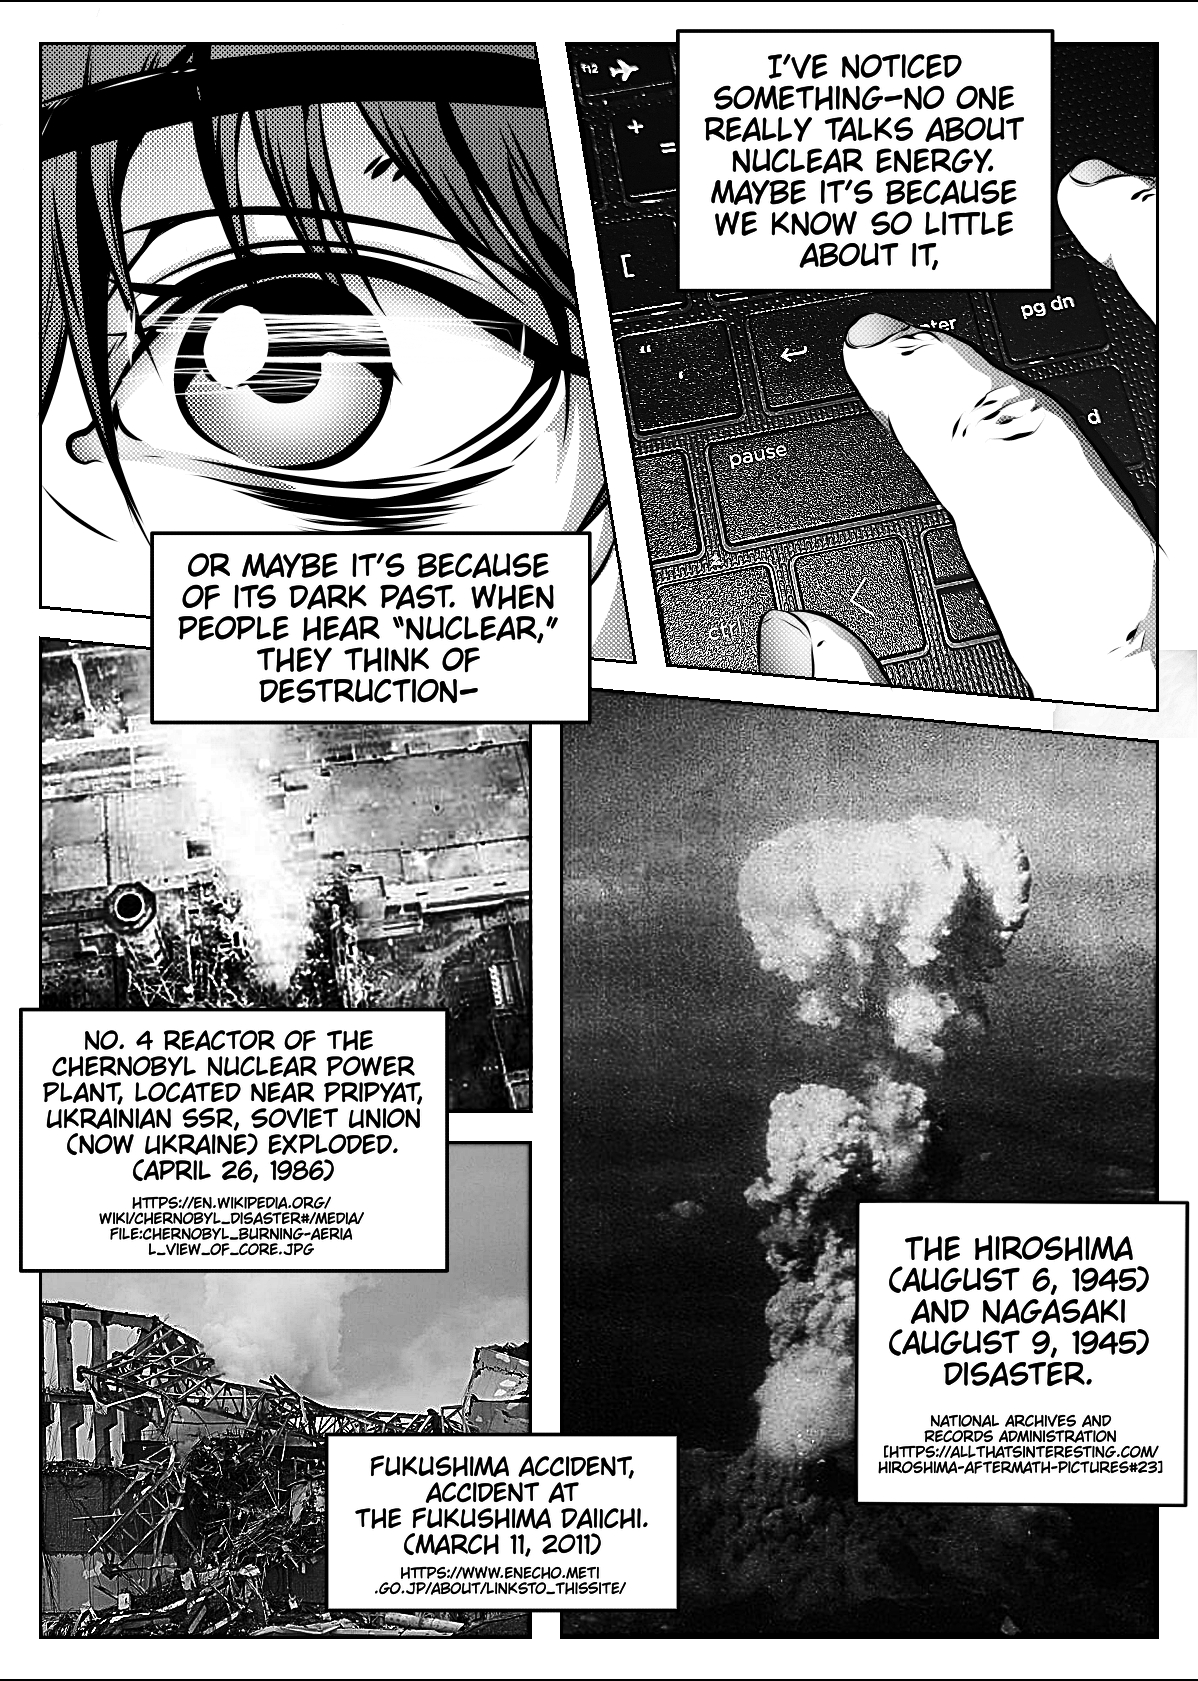 I'VE NOTICED
SOMETHING—NO ONE
REALLY TALKS ABOUT
NUCLEAR ENERGY.
MAYBE IT'S BECAUSE
WE KNOW SO LITTLE
ABOUT IT,
f12
+
=
[
pg dn
enter
"
'
pause
d
ctrl
OR MAYBE IT'S BECAUSE
OF ITS DARK PAST. WHEN
PEOPLE HEAR "NUCLEAR,"
THEY THINK OF
DESTRUCTION—
NO. 4 REACTOR OF THE
CHERNOBYL NUCLEAR POWER
PLANT, LOCATED NEAR PRIPYAT,
UKRAINIAN SSR, SOVIET UNION
(NOW UKRAINE) EXPLODED.
(APRIL 26, 1986)
HTTPS://EN.WIKIPEDIA.ORG/
WIKI/CHERNOBYL_DISASTER#/MEDIA/
FILE:CHERNOBYL_BURNING-AERIA
L_VIEW_OF_CORE.JPG
THE HIROSHIMA
(AUGUST 6, 1945)
AND NAGASAKI
(AUGUST 9, 1945)
DISASTER.
NATIONAL ARCHIVES AND
RECORDS ADMINISTRATION
[HTTPS://ALLTHATSINTERESTING.COM/
HIROSHIMA-AFTERMATH-PICTURES#23]
FUKUSHIMA ACCIDENT,
ACCIDENT AT
THE FUKUSHIMA DAIICHI.
(MARCH 11, 2011)
HTTPS://WWW.ENECHO.METI
.GO.JP/ABOUT/LINKSTO_THISSITE/